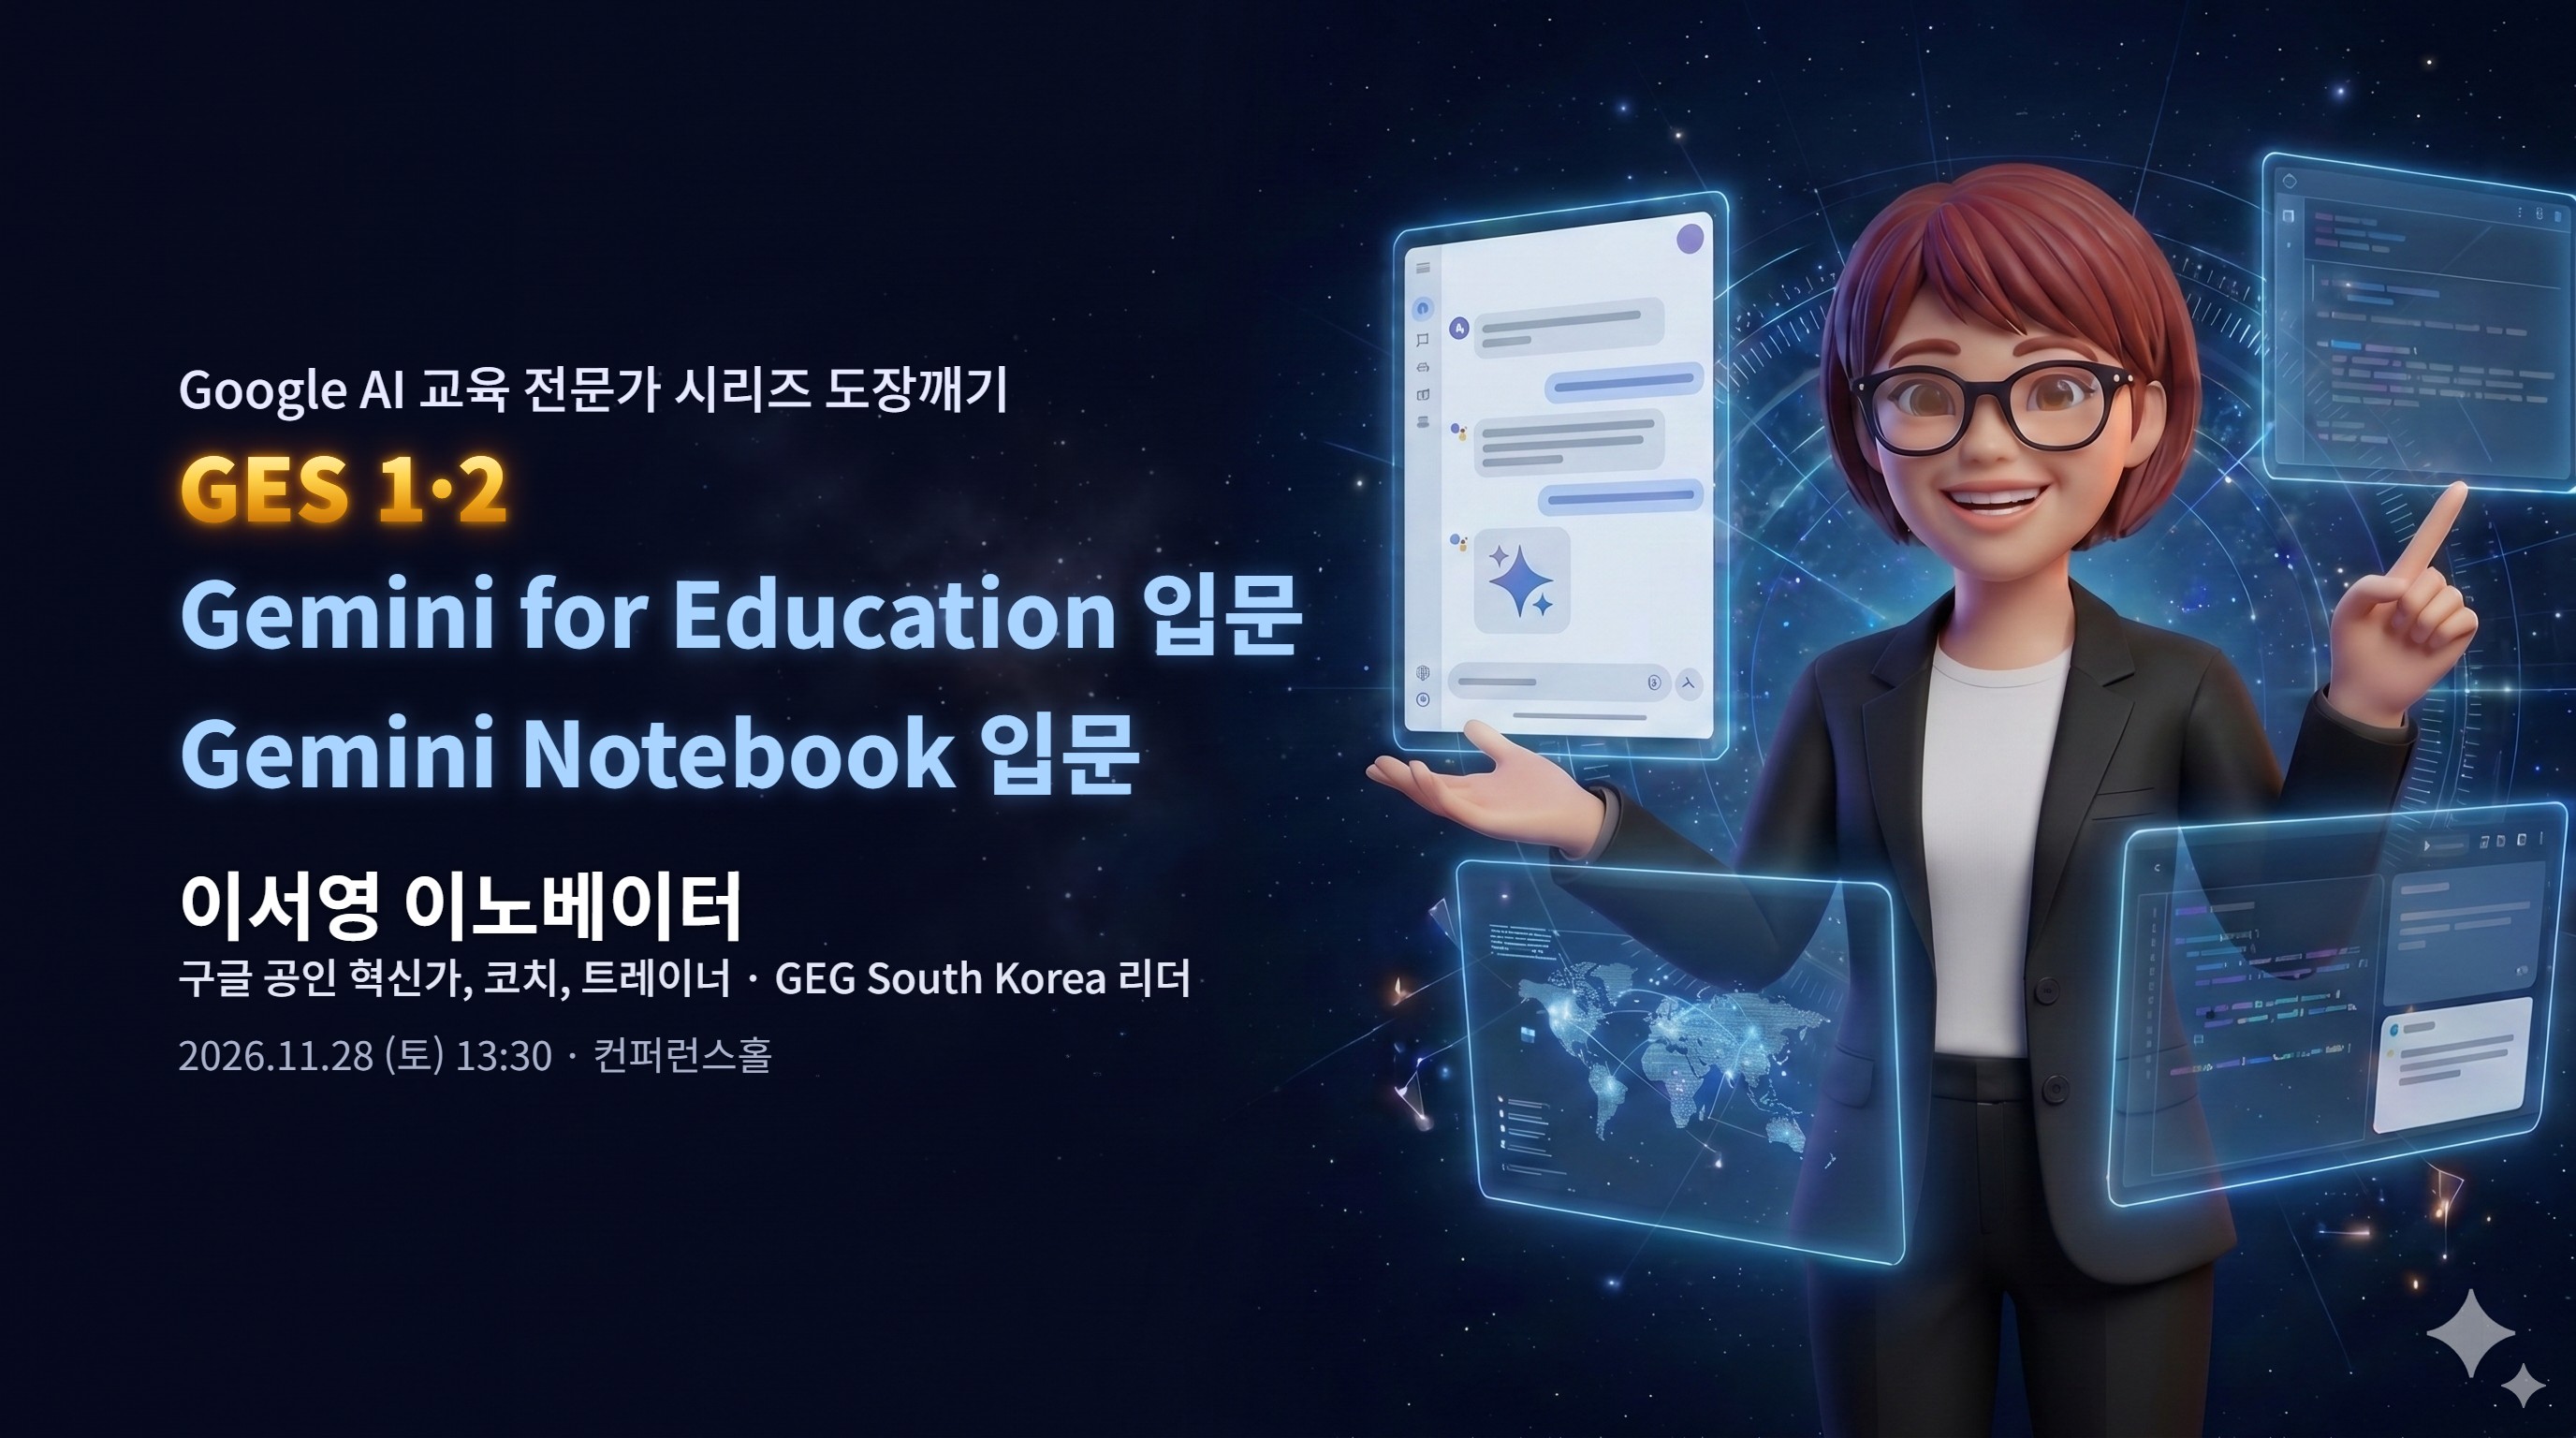 Google AI 교육 전문가 시리즈 도장깨기
GES 1·2
Gemini for Education 입문
Gemini Notebook 입문
이서영 이노베이터
구글 공인 혁신가, 코치, 트레이너 · GEG South Korea 리더
2026.11.28 (토) 13:30 · 컨퍼런스홀